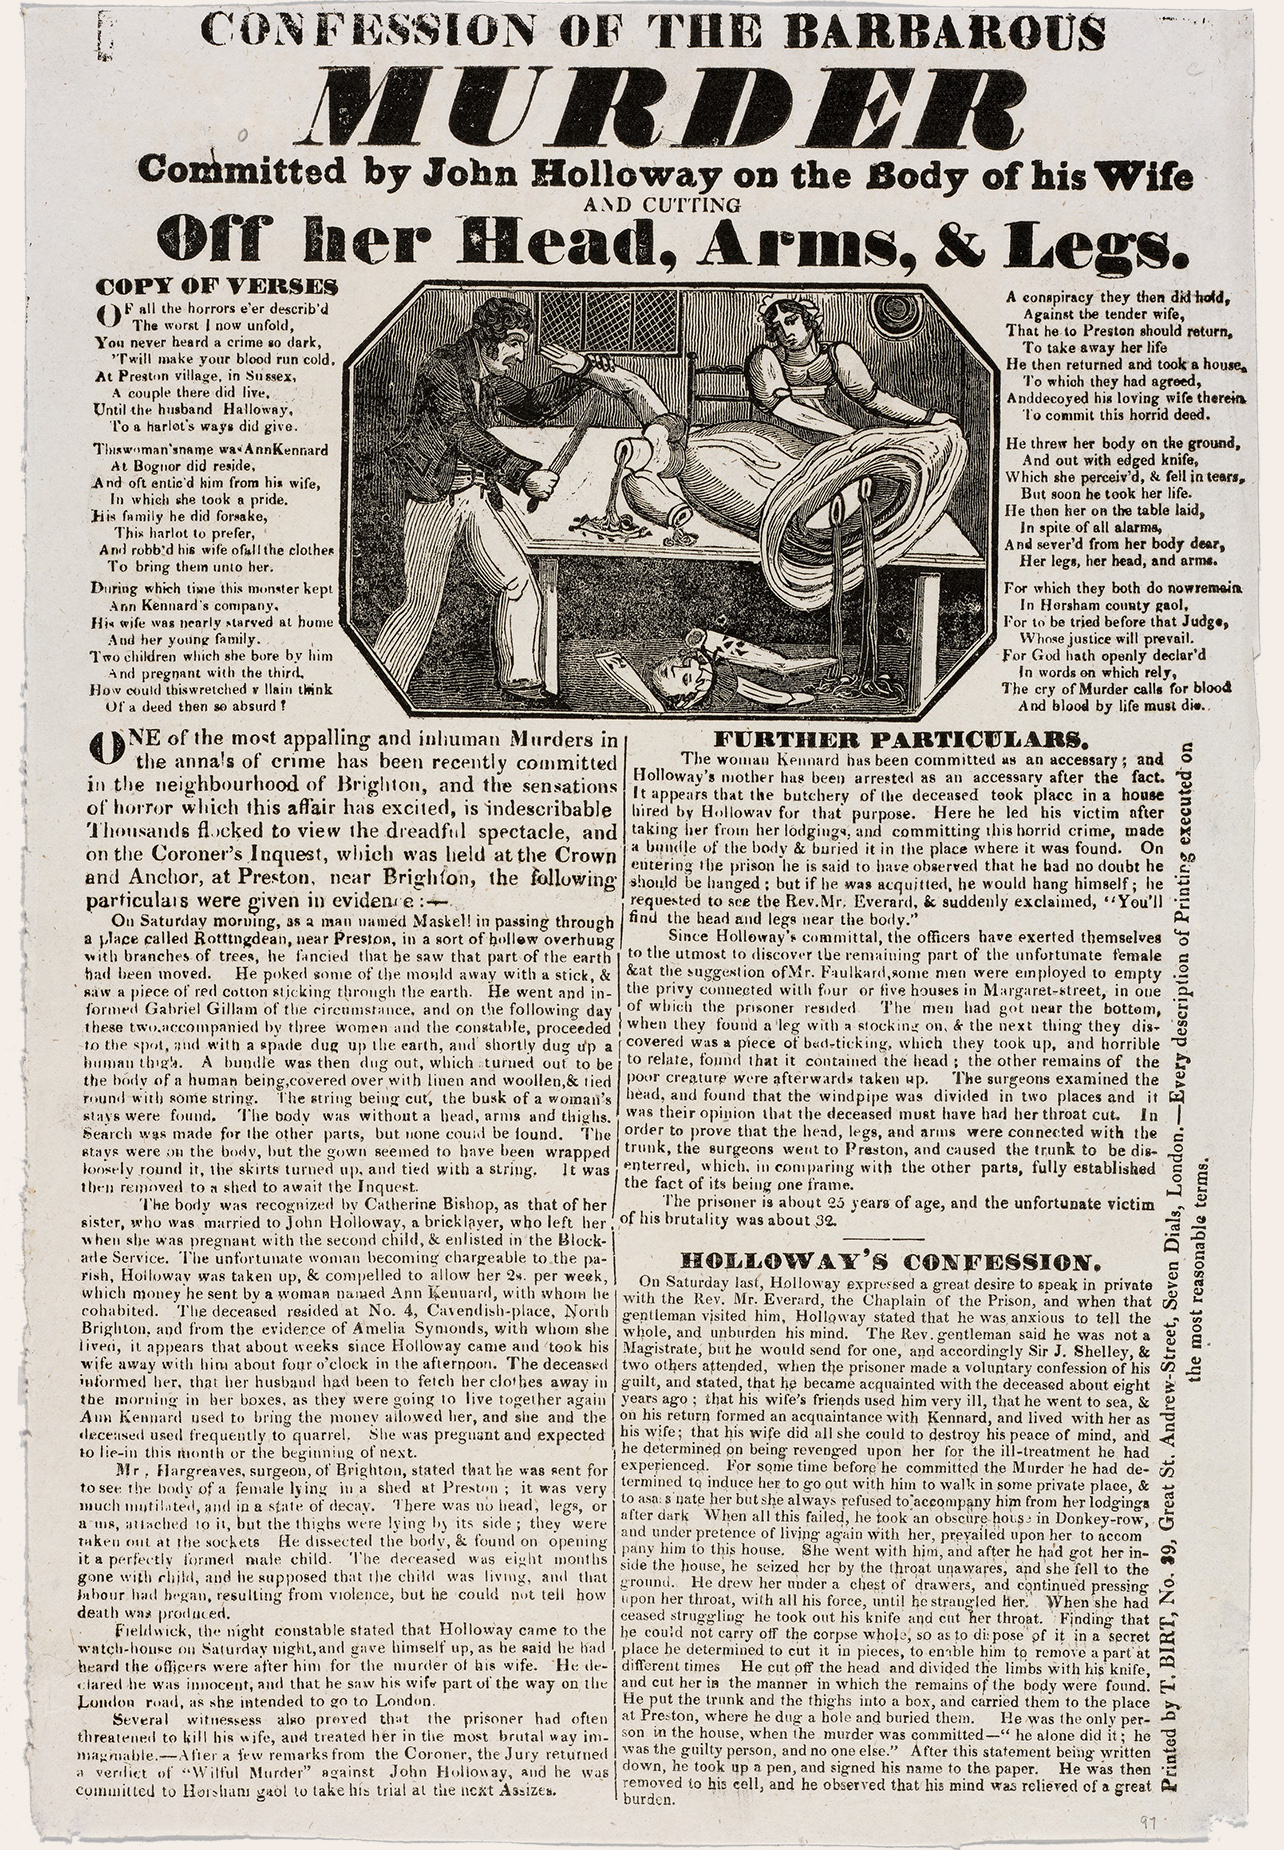 CONFESSION OF THE BARBAROUS
MURDER
Committed by John Holloway on the Body of his Wife
AND CUTTING
Off her Head, Arms, & Legs.
COPY OF VERSES
OF all the horrors e'er describ'd
The worst I now unfold,
You never heard a crime so dark,
'Twill make your blood run cold,
At Preston village, in Sussex,
A couple there did live,
Until the husband Halloway,
To a harlot's ways did give.
Thiswoman'sname was AnnKennard
At Bognor did reside,
And oft entic'd him from his wife,
In which she took a pride.
His family he did forsake,
This harlot to prefer,
And robb'd his wife ofall the clothes
To bring them unto her.
During which time this monster kept
Ann Kennard's company,
His wife was nearly starved at home
And her young family.
Two children which she bore by him
And pregnant with the third,
How could thiswretched v llain think
Of a deed then so absurd !
A conspiracy they then did hold,
Against the tender wife,
That he to Preston should return,
To take away her life
He then returned and took a house,
To which they had agreed,
Anddecoyed his loving wife therein
To commit this horrid deed.
He threw her body on the ground,
And out with edged knife,
Which she perceiv'd, & fell in tears,
But soon he took her life.
He then her on the table laid,
In spite of all alarms,
And sever'd from her body dear,
Her legs, her head, and arms.
For which they both do nowremain
In Horsham county gaol,
For to be tried before that Judge,
Whose justice will prevail.
For God hath openly declar'd
In words on which rely,
The cry of Murder calls for blood
And blood by life must die.
ONE of the most appalling and inhuman Murders in
the annals of crime has been recently committed
in the neighbourhood of Brighton, and the sensations
of horror which this affair has excited, is indescribable
Thousands flocked to view the dreadful spectacle, and
on the Coroner's Inquest, which was held at the Crown
and Anchor, at Preston, near Brighton, the following
particulars were given in evidence :—
On Saturday morning, as a man named Maskell in passing through
a place called Rottngdean, near Preston, in a sort of hollow overhung
with branches of trees, he fancied that he saw that part of the earth
had been moved. He poked some of the mould away with a stick, &
saw a piece of red cotton sticking through the earth. He went and in-
formed Gabriel Gillam of the circumstance, and on the following day
these two,accompanied by three women and the constable, proceeded
to the spot, and with a spade dug up the earth, and shortly dug up a
human thigh. A bundle was then dug out, which turned out to be
the body of a human being,covered over with linen and woollen,& tied
round with some string. The string being cut, the busk of a woman's
stays were found. The body was without a head, arms and thighs.
Search was made for the other parts, but none could be found. The
stays were on the body, but the gown seemed to have been wrapped
loosely round it, the skirts turned up, and tied with a string. It was
then removed to a shed to await the Inquest.
The body was recognized by Catherine Bishop, as that of her
sister, who was married to John Holloway, a bricklayer, who left her
when she was pregnant with the second child, & enlisted in the Block-
ade Service. The unfortunate woman becoming chargeable to the pa-
rish, Holloway was taken up, & compelled to allow her 2s. per week,
which money he sent by a woman named Ann Kennard, with whom he
cohabited. The deceased resided at No. 4, Cavendish-place, North
Brighton, and from the evidence of Amelia Symonds, with whom she
lived, it appears that about weeks since Holloway came and took his
wife away with him about four o'clock in the afternoon. The deceased
informed her, that her husband had been to fetch her clothes away in
the morning in her boxes, as they were going to live together again
Ann Kennard used to bring the money allowed her, and she and the
deceased used frequently to quarrel. She was pregnant and expected
to lie-in this month or the beginning of next.
Mr. Hargreaves, surgeon, of Brighton, stated that he was sent for
to see the body of a female lying in a shed at Preston ; it was very
much mutilated, and in a state of decay. There was no head, legs, or
a ms, attached to it, but the thighs were lying by its side ; they were
taken out at the sockets He dissected the body, & found on opening
it a perfectly formed male child. The deceased was eight months
gone with child, and he supposed that the child was living, and that
labour had began, resulting from violence, but he could not tell how
death was produced.
Fieldwick, the night constable stated that Holloway came to the
watch-house on Saturday night,and gave himself up, as he said he had
heard the officers were after him for the murder of his wife. He de-
clared he was innocent, and that he saw his wife part of the way on the
London road, as she intended to go to London.
Several witnessess also proved that the prisoner had often
threatened to kill his wife, and treated her in the most brutal way im-
maginable.—After a few remarks from the Coroner, the Jury returned
a verdict of "Wilful Murder" against John Holloway, and he was
committed to Horsham gaol to take his trial at the next Assizes.
FURTHER PARTICULARS.
The woman Kennard has been committed as an accessary ; and
Holloway's mother has been arrested as an accessary after the fact.
It appears that the butchery of the deceased took place in a house
hired by Holloway for that purpose. Here he led his victim after
taking her from her lodgings, and committing this horrid crime, made
a bundle of the body & buried it in the place where it was found. On
entering the prison he is said to have observed that he had no doubt he
should be hanged ; but if he was acquitted, he would hang himself ; he
requested to see the Rev.Mr. Everard, & suddenly exclaimed, "You'll
find the head and legs near the body."
Since Holloway's committal, the officers have exerted themselves
to the utmost to discover the remaining part of the unfortunate female
&at the suggestion ofMr. Faulkard,some men were employed to empty
the privy connected with four or five houses in Margaret-street, in one
of which the prisoner resided The men had got near the bottom,
when they found a leg with a stocking on, & the next thing they dis-
covered was a piece of bed-ticking, which they took up, and horrible
to relate, found that it contained the head ; the other remains of the
poor creature were afterwards taken up. The surgeons examined the
head, and found that the windpipe was divided in two places and it
was their opinion that the deceased must have had her throat cut. In
order to prove that the head, legs, and arms were connected with the
trunk, the surgeons went to Preston, and caused the trunk to be dis-
enterred, which, in comparing with the other parts, fully established
the fact of its being one frame.
The prisoner is about 25 years of age, and the unfortunate victim
of his brutality was about 32.
HOLLOWAY'S CONFESSION.
On Saturday last, Holloway expressed a great desire to speak in private
with the Rev. Mr. Everard, the Chaplain of the Prison, and when that
gentleman visited him, Holloway stated that he was anxious to tell the
whole, and unburden his mind. The Rev. gentleman said he was not a
Magistrate, but he would send for one, and accordingly Sir J. Shelley, &
two others attended, when the prisoner made a voluntary confession of his
guilt, and stated, that he became acquainted with the deceased about eight
years ago ; that his wife's friends used him very ill, that he went to sea, &
on his return formed an acquaintance with Kennard, and lived with her as
his wife; that his wife did all she could to destroy his peace of mind, and
he determined on being revenged upon her for the ill-treatment he had
experienced. For some time before he committed the Murder he had de-
termined to induce her to go out with him to walk in some private place, &
to assa s nate her but she always refused to accompany him from her lodgings
after dark When all this failed, he took an obscure house in Donkey-row,
and under pretence of living again with her, prevailed upon her to accom
pany him to this house. She went with him, and after he had got her in-
side the house, he seized her by the throat unawares, and she fell to the
ground. He drew her under a chest of drawers, and continued pressing
upon her throat, with all his force, until he strangled her. When she had
ceased struggling he took out his knife and cut her throat. Finding that
he could not carry off the corpse whole, so as to dispose of it in a secret
place he determined to cut it in pieces, to enable him to remove a part at
different times He cut off the head and divided the limbs with his knife,
and cut her in the manner in which the remains of the body were found.
He put the trunk and the thighs into a box, and carried them to the place
at Preston, where he dug a hole and buried them. He was the only per-
son in the house, when the murder was committed—" he alone did it ; he
was the guilty person, and no one else." After this statement being written
down, he took up a pen, and signed his name to the paper. He was then
removed to his cell, and he observed that his mind was relieved of a great
burden.
Printed by T. BIRT, No. 39, Great St. Andrew-Street, Seven Dials, London.—Every description of Printing executed on
the most reasonable terms.
97